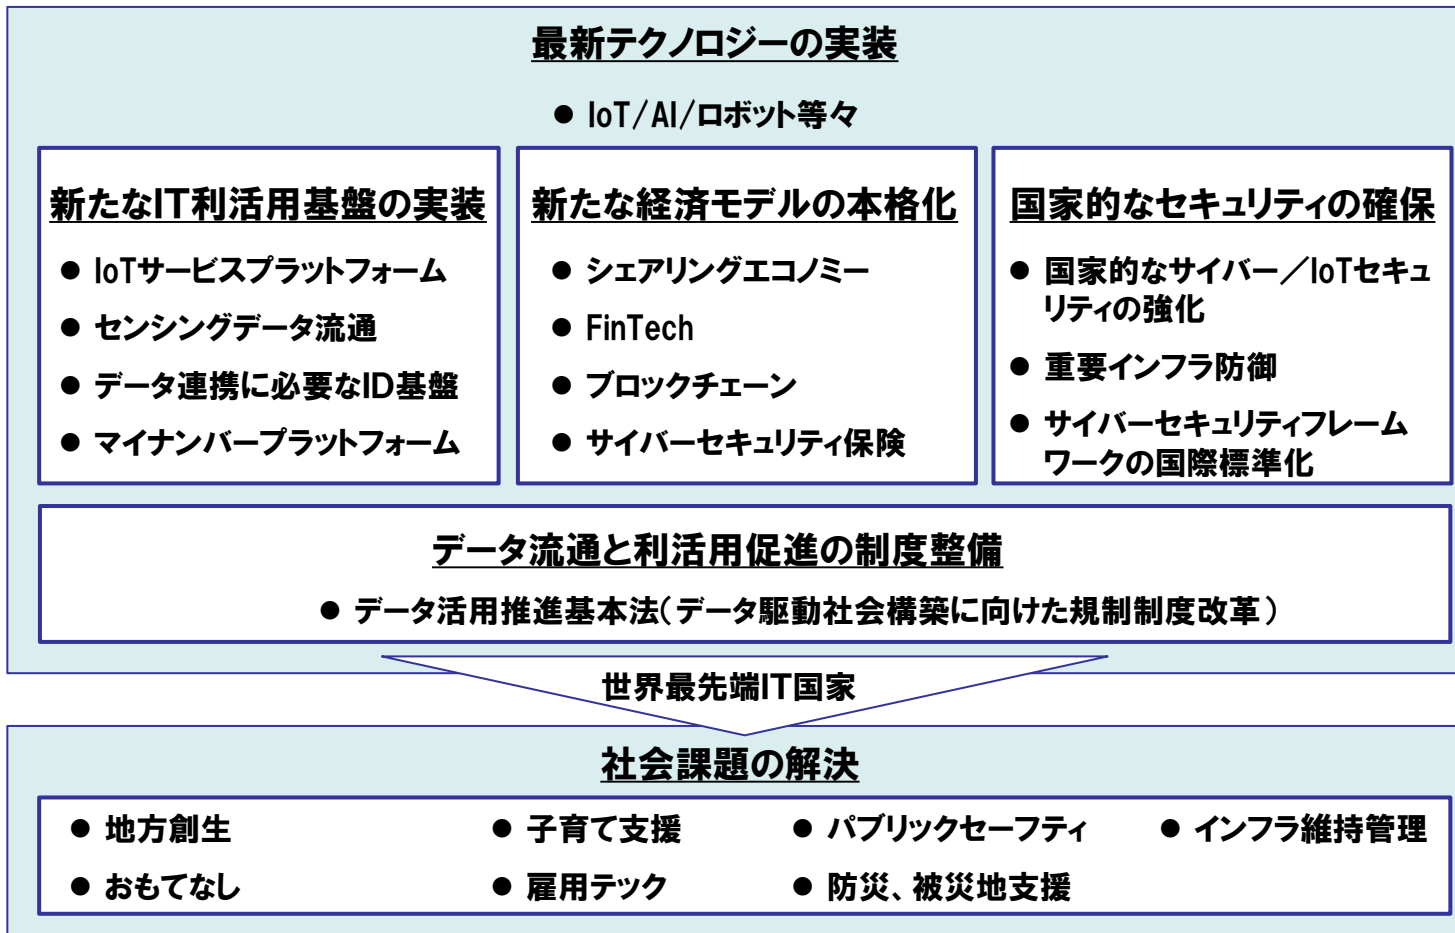 最新テクノロジーの実装
● IoT/AI/ロボット等々
新たなIT利活用基盤の実装
● IoTサービスプラットフォーム
● センシングデータ流通
● データ連携に必要なID基盤
● マイナンバープラットフォーム
新たな経済モデルの本格化
● シェアリングエコノミー
● FinTech
● ブロックチェーン
● サイバーセキュリティ保険
国家的なセキュリティの確保
● 国家的なサイバー／IoTセキュ
リティの強化
● 重要インフラ防御
● サイバーセキュリティフレーム
ワークの国際標準化
データ流通と利活用促進の制度整備
● データ活用推進基本法（データ駆動社会構築に向けた規制制度改革）
世界最先端IT国家
社会課題の解決
● 地方創生 ● 子育て支援 ● パブリックセーフティ ● インフラ維持管理
● おもてなし ● 雇用テック ● 防災、被災地支援